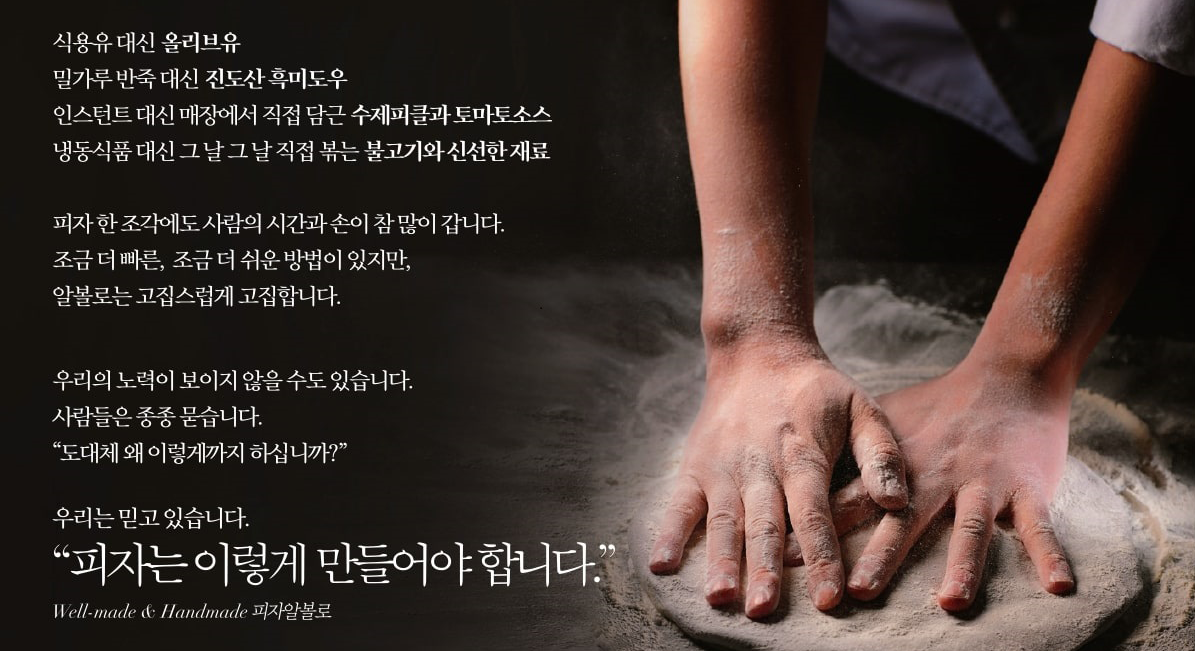 식용유 대신 올리브유
밀가루 반죽 대신 진도산 흑미도우
인스턴트 대신 매장에서 직접 담근 수제피클과 토마토소스
냉동식품 대신 그 날 그 날 직접 볶는 불고기와 신선한 재료
피자 한 조각에도 사람의 시간과 손이 참 많이 갑니다.
조금 더 빠른, 조금 더 쉬운 방법이 있지만,
알볼로는 고집스럽게 고집합니다.
우리의 노력이 보이지 않을 수도 있습니다.
사람들은 종종 묻습니다.
“도대체 왜 이렇게까지 하십니까?”
우리는 믿고 있습니다.
“피자는 이렇게 만들어야 합니다.”
Well-made & Handmade 피자알볼로